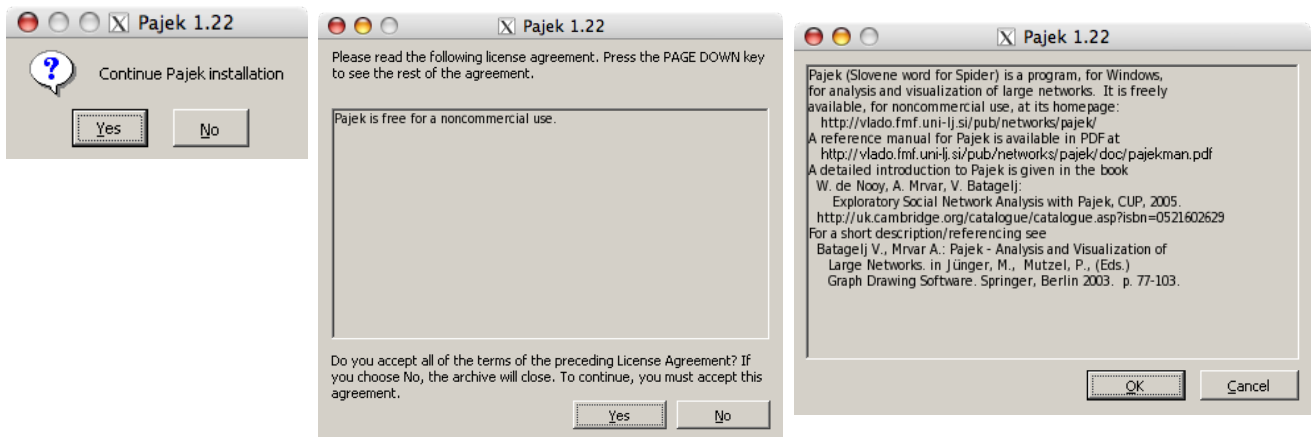 Pajek 1.22
Continue Pajek installation
Yes
No
Pajek 1.22
Please read the following license agreement. Press the PAGE DOWN key
to see the rest of the agreement.
Pajek is free for a noncommercial use.
Do you accept all of the terms of the preceding License Agreement? If
you choose No, the archive will close. To continue, you must accept this
agreement.
Yes
No
Pajek 1.22
Pajek (Slovene word for Spider) is a program, for Windows,
for analysis and visualization of large networks. It is freely
available, for noncommercial use, at its homepage:
http://vlado.fmf.uni-lj.si/pub/networks/pajek/
A reference manual for Pajek is available in PDF at
http://vlado.fmf.uni-lj.si/pub/networks/pajek/doc/pajekman.pdf
A detailed introduction to Pajek is given in the book
W. de Nooy, A. Mrvar, V. Batagelj:
Exploratory Social Network Analysis with Pajek, CUP, 2005.
http://uk.cambridge.org/catalogue/catalogue.asp?isbn=0521602629
For a short description/referencing see
Batagelj V., Mrvar A.: Pajek - Analysis and Visualization of
Large Networks. in Jünger, M., Mutzel, P., (Eds.)
Graph Drawing Software. Springer, Berlin 2003. p. 77-103.
OK
Cancel